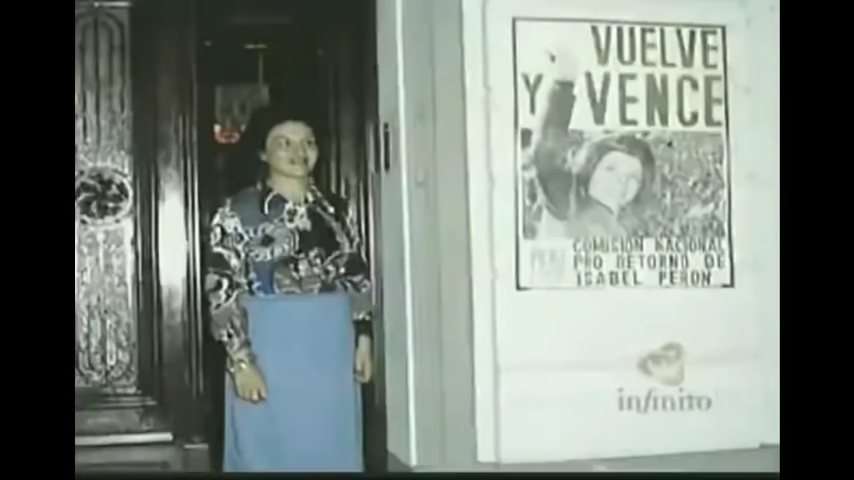 VUELVE
Y VENCE
COMISION NACIONAL
PRO RETORNO DE
ISABEL PERON
infinito